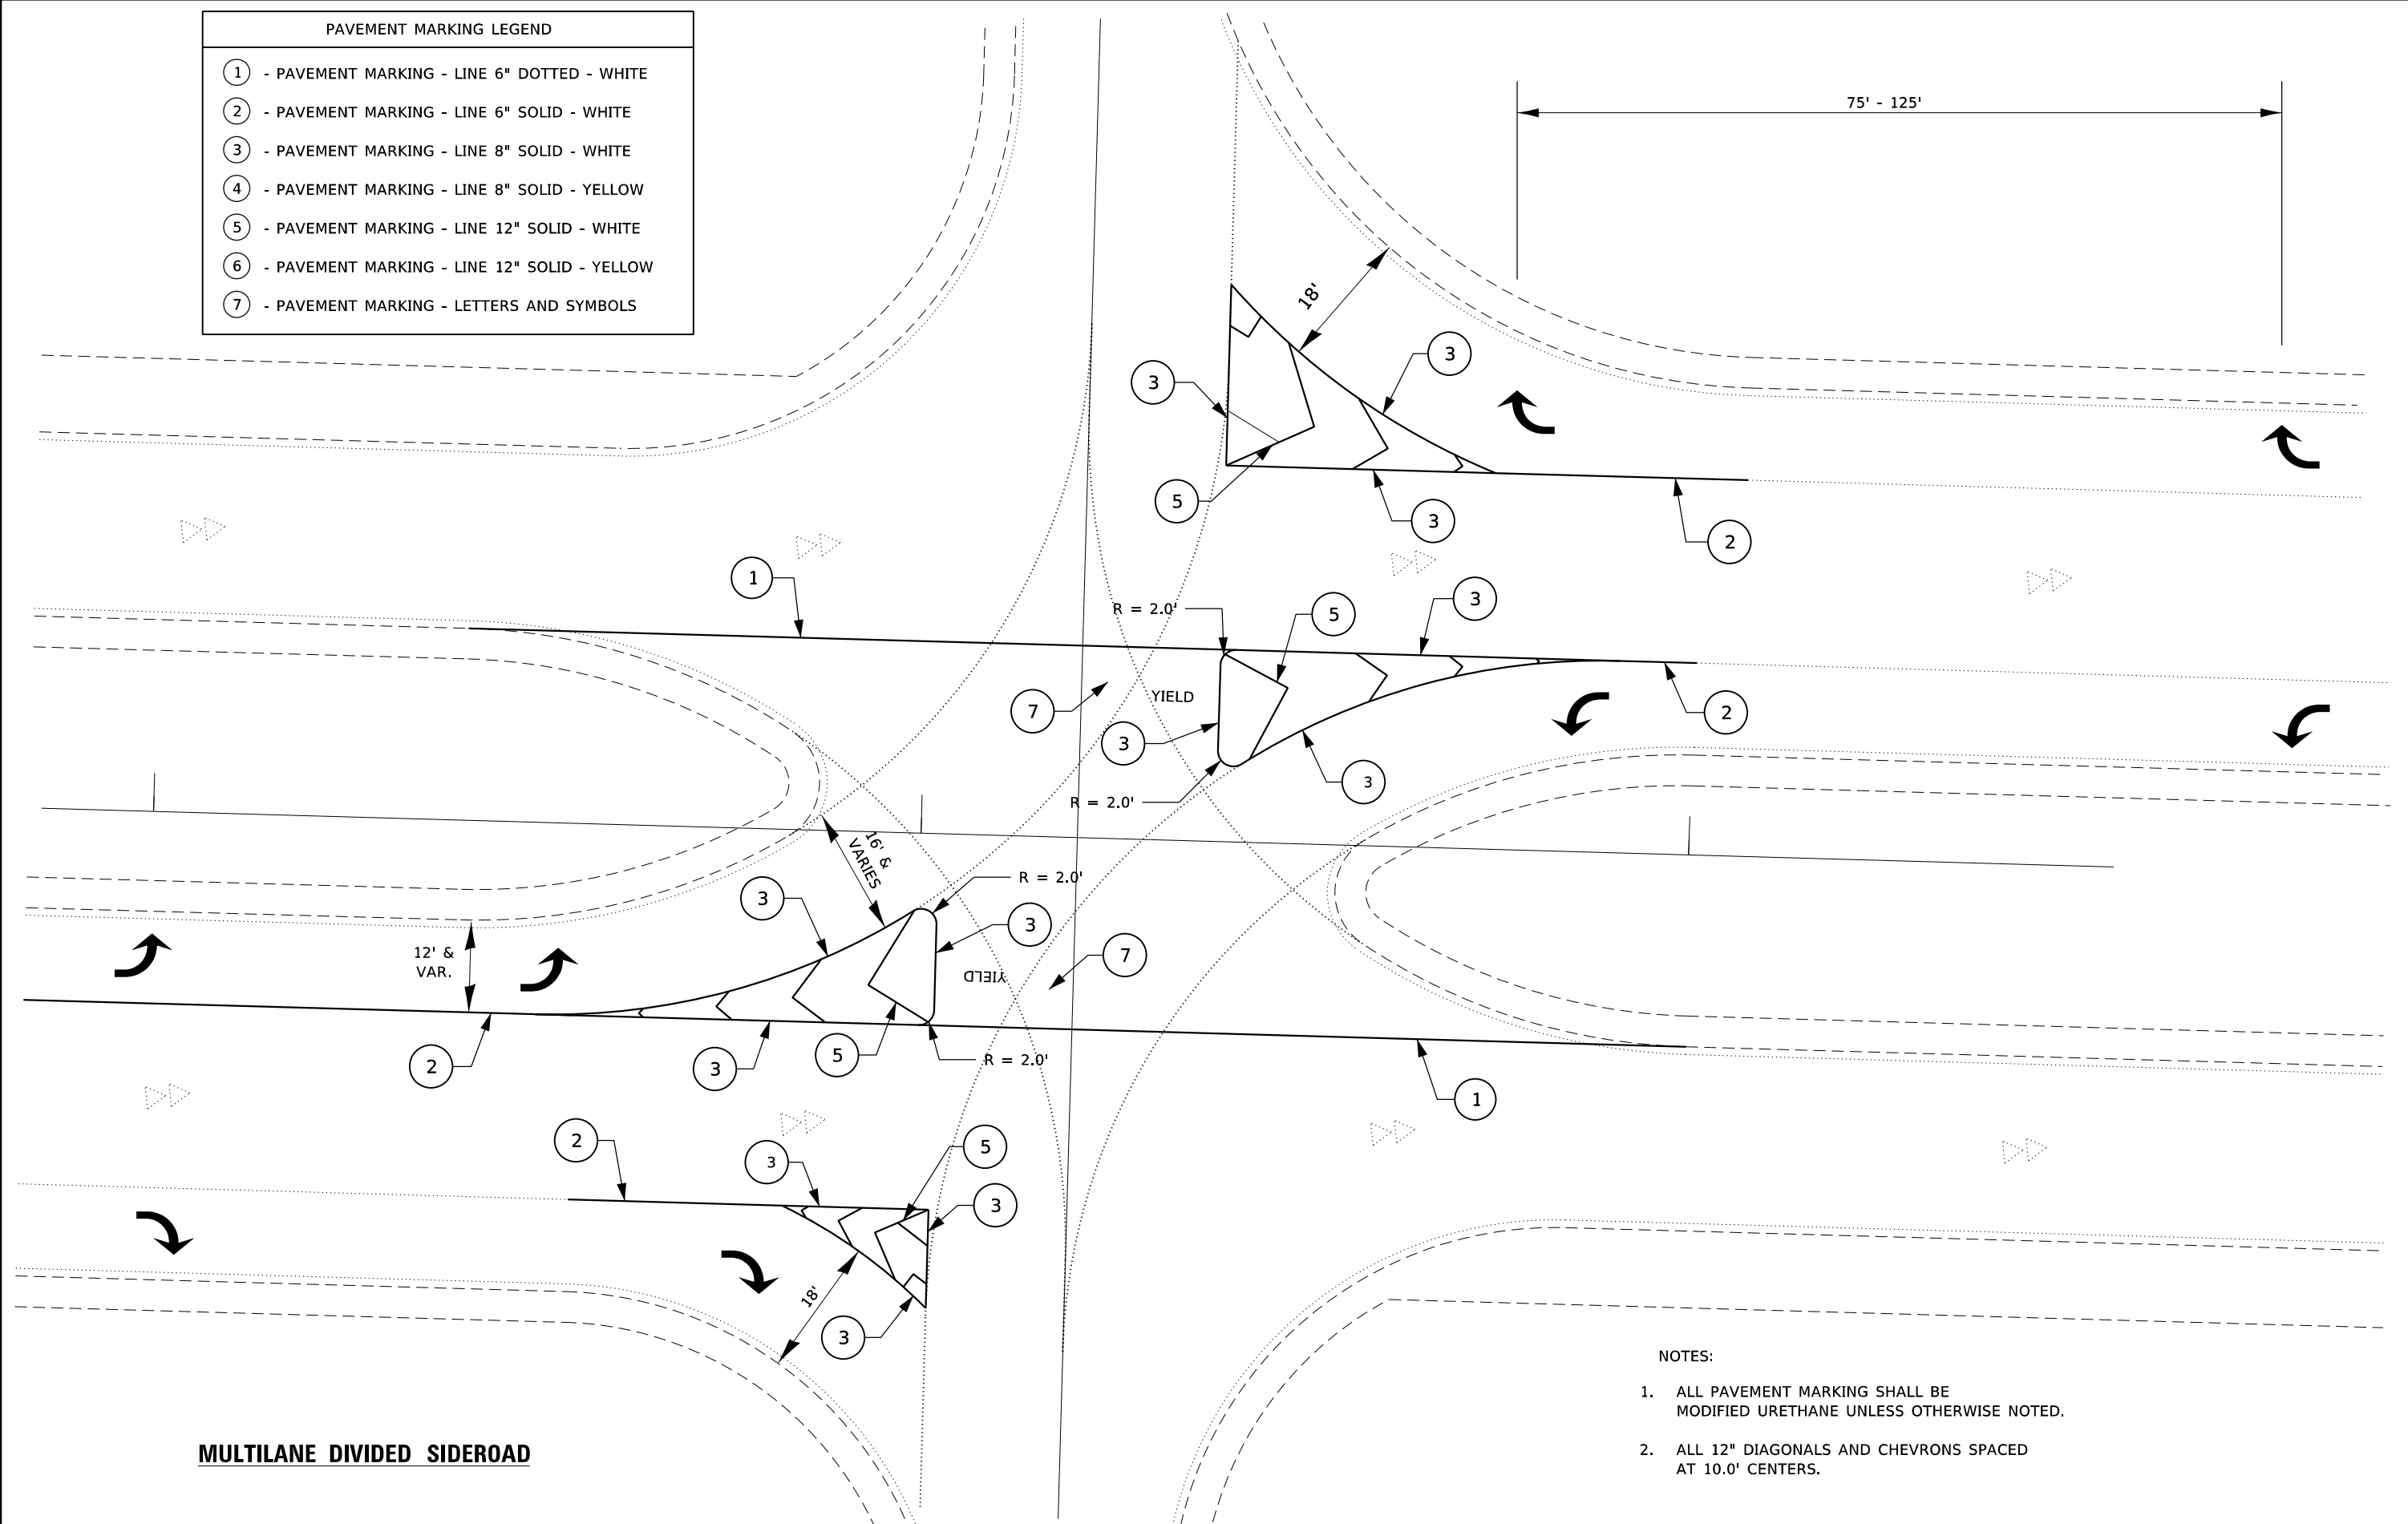 PAVEMENT MARKING LEGEND
1 - PAVEMENT MARKING - LINE 6" DOTTED - WHITE
2 - PAVEMENT MARKING - LINE 6" SOLID - WHITE
3 - PAVEMENT MARKING - LINE 8" SOLID - WHITE
4 - PAVEMENT MARKING - LINE 8" SOLID - YELLOW
5 - PAVEMENT MARKING - LINE 12" SOLID - WHITE
6 - PAVEMENT MARKING - LINE 12" SOLID - YELLOW
7 - PAVEMENT MARKING - LETTERS AND SYMBOLS
75' - 125'
18'
3
3
5
3
2
1
R = 2.0'
5
3
YIELD
7
2
3
3
R = 2.0'
16' &
VARIES
R = 2.0'
3
3
12' &
VAR.
7
YIELD
2
3
5
R = 2.0'
1
2
3
5
3
18'
3
NOTES:
1. ALL PAVEMENT MARKING SHALL BE
MODIFIED URETHANE UNLESS OTHERWISE NOTED.
2. ALL 12" DIAGONALS AND CHEVRONS SPACED
AT 10.0' CENTERS.
MULTILANE DIVIDED SIDEROAD